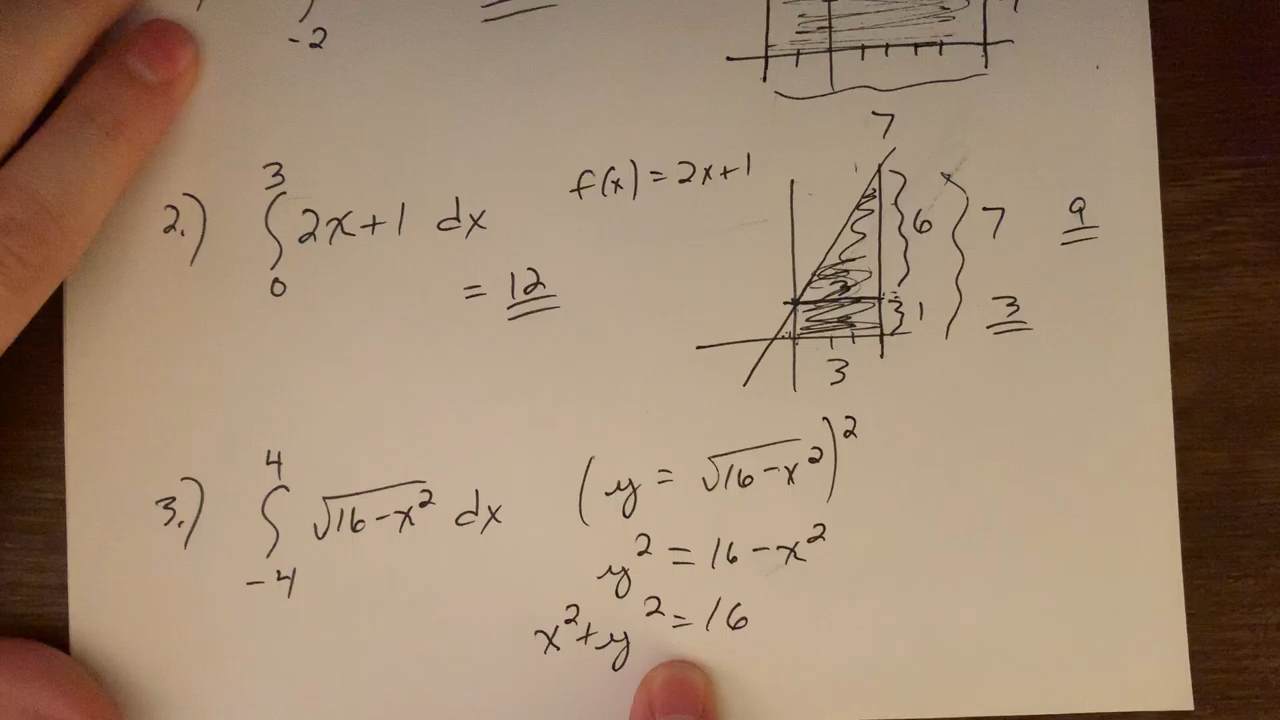 -2
7
2.) ∫₀³ 2x+1 dx
f(x) = 2x+1
= 12
6
7
9
1
3
3
3.) ∫₋₄⁴ √(16-x²) dx
(y = √(16-x²))²
y² = 16-x²
x²+y² = 16